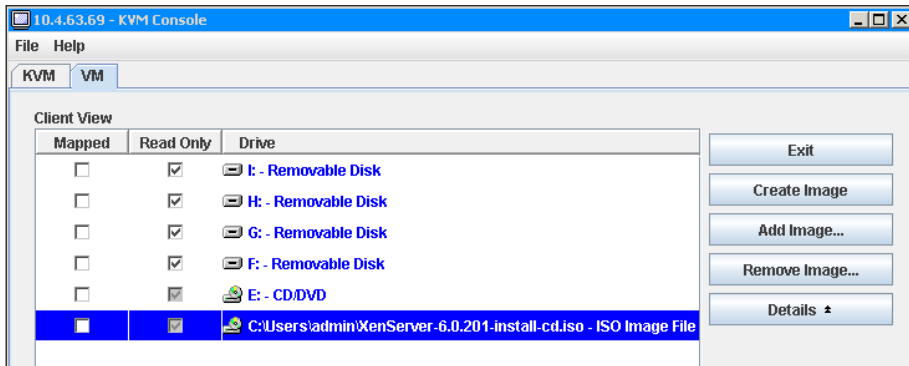 10.4.63.69 - KVM Console
File Help
KVM VM
Client View
Mapped Read Only Drive
I: - Removable Disk
H: - Removable Disk
G: - Removable Disk
F: - Removable Disk
E: - CD/DVD
C:\Users\admin\XenServer-6.0.201-install-cd.iso - ISO Image File
Exit
Create Image
Add Image...
Remove Image...
Details